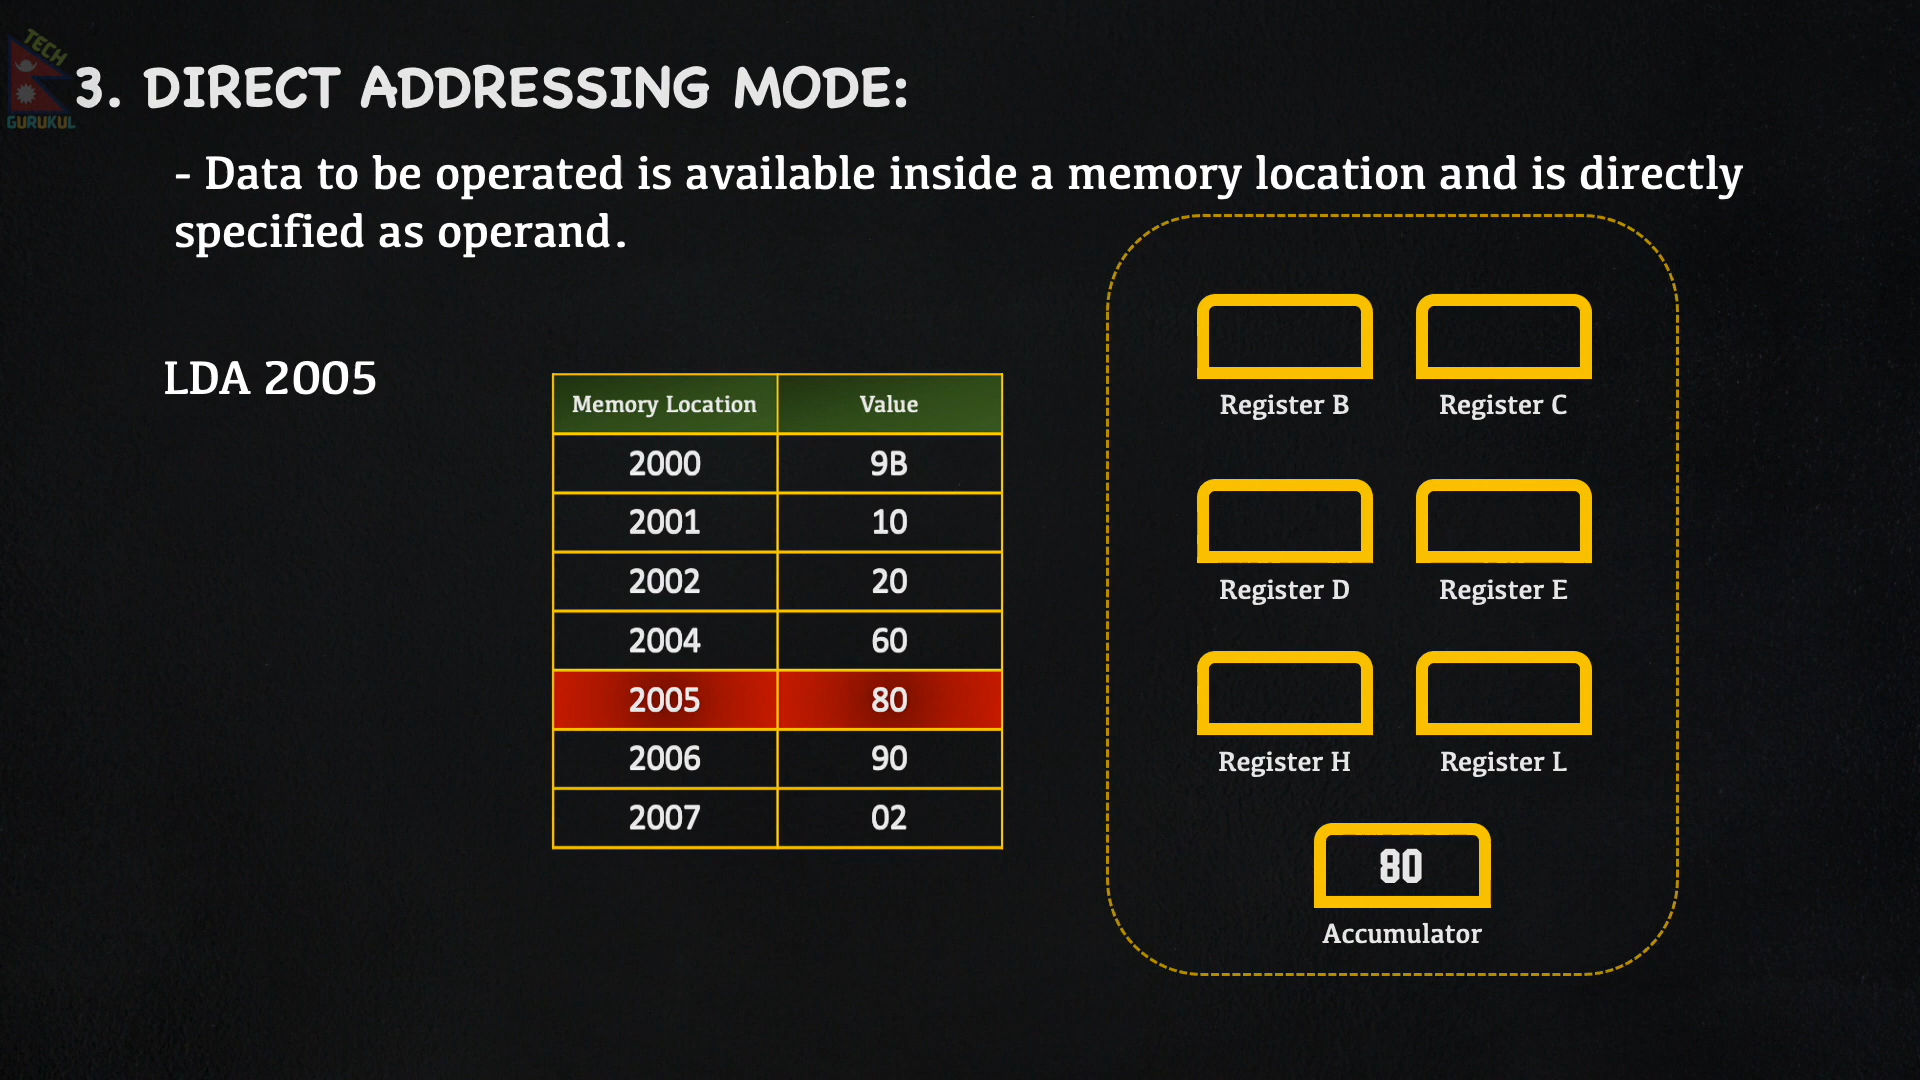 TECH
GURUKUL
3. DIRECT ADDRESSING MODE:
- Data to be operated is available inside a memory location and is directly
specified as operand.
LDA 2005
Memory Location Value
2000 9B
2001 10
2002 20
2004 60
2005 80
2006 90
2007 02
Register B Register C
Register D Register E
Register H Register L
80
Accumulator